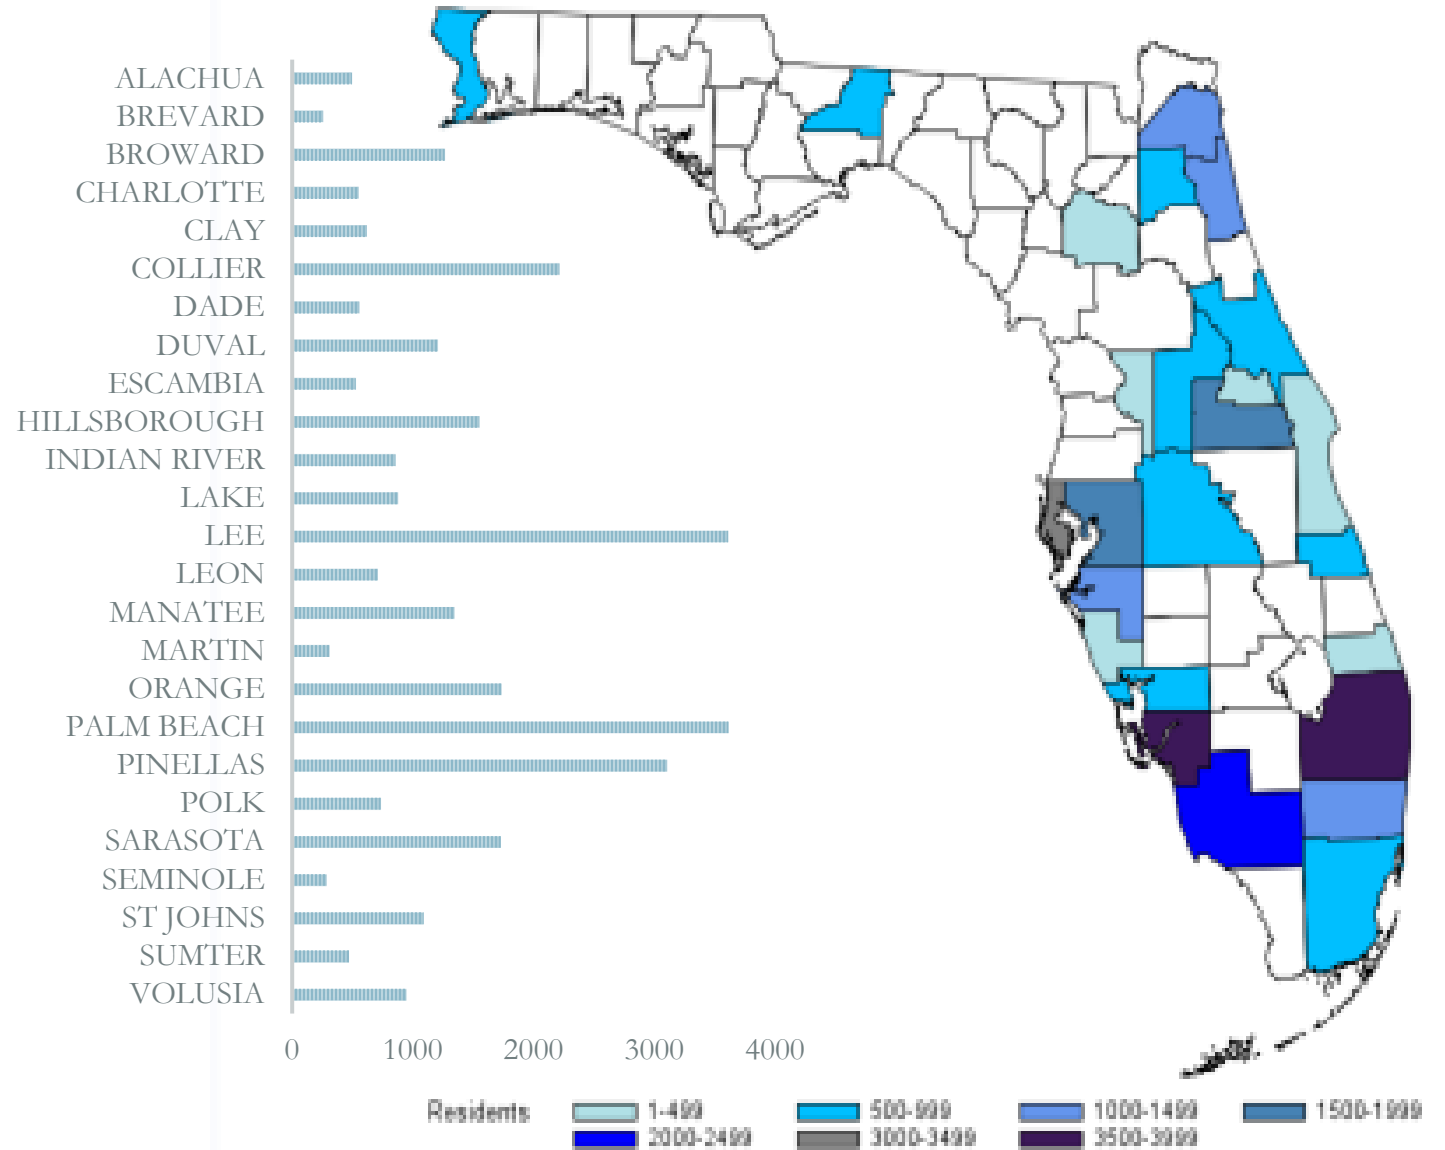 ALACHUA
BREVARD
BROWARD
CHARLOTTE
CLAY
COLLIER
DADE
DUVAL
ESCAMBIA
HILLSBOROUGH
INDIAN RIVER
LAKE
LEE
LEON
MANATEE
MARTIN
ORANGE
PALM BEACH
PINELLAS
POLK
SARASOTA
SEMINOLE
ST JOHNS
SUMTER
VOLUSIA
0 1000 2000 3000 4000
Residents 1-499 500-999 1000-1499 1500-1999
2000-2499 3000-3499 3500-3999